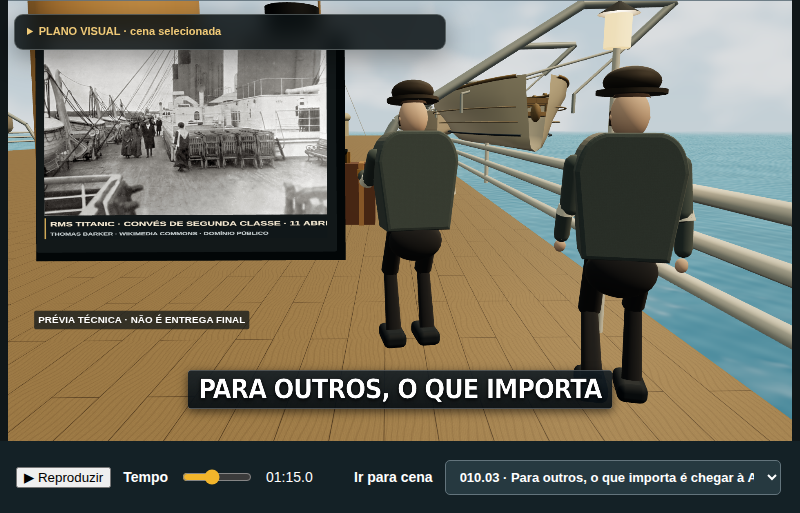 ▶ PLANO VISUAL · cena selecionada
RMS TITANIC · CONVÉS DE SEGUNDA CLASSE · 11 ABRI
THOMAS BARKER · WIKIMEDIA COMMONS · DOMÍNIO PÚBLICO
PRÉVIA TÉCNICA · NÃO É ENTREGA FINAL
PARA OUTROS, O QUE IMPORTA
▶ Reproduzir Tempo 01:15.0 Ir para cena 010.03 · Para outros, o que importa é chegar à A